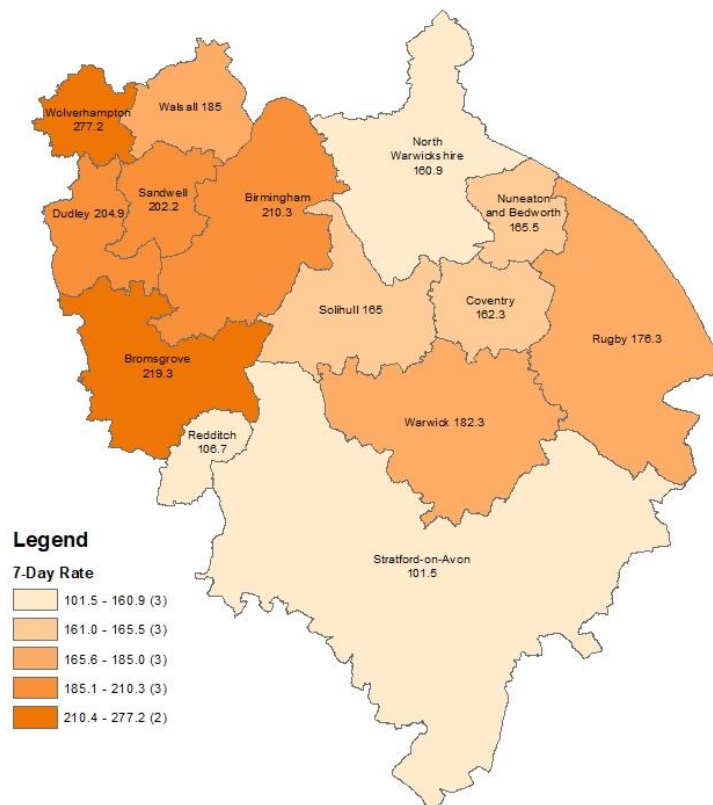 Wolverhampton
277.2
Walsall 185
North
Warwickshire
160.9
Sandwell
202.2
Birmingham
210.3
Dudley 204.9
Nuneaton
and Bedworth
165.5
Solihull 165
Coventry
162.3
Rugby 176.3
Bromsgrove
219.3
Warwick 182.3
Redditch
106.7
Stratford-on-Avon
101.5
Legend
7-Day Rate
101.5 - 160.9 (3)
161.0 - 165.5 (3)
165.6 - 185.0 (3)
185.1 - 210.3 (3)
210.4 - 277.2 (2)